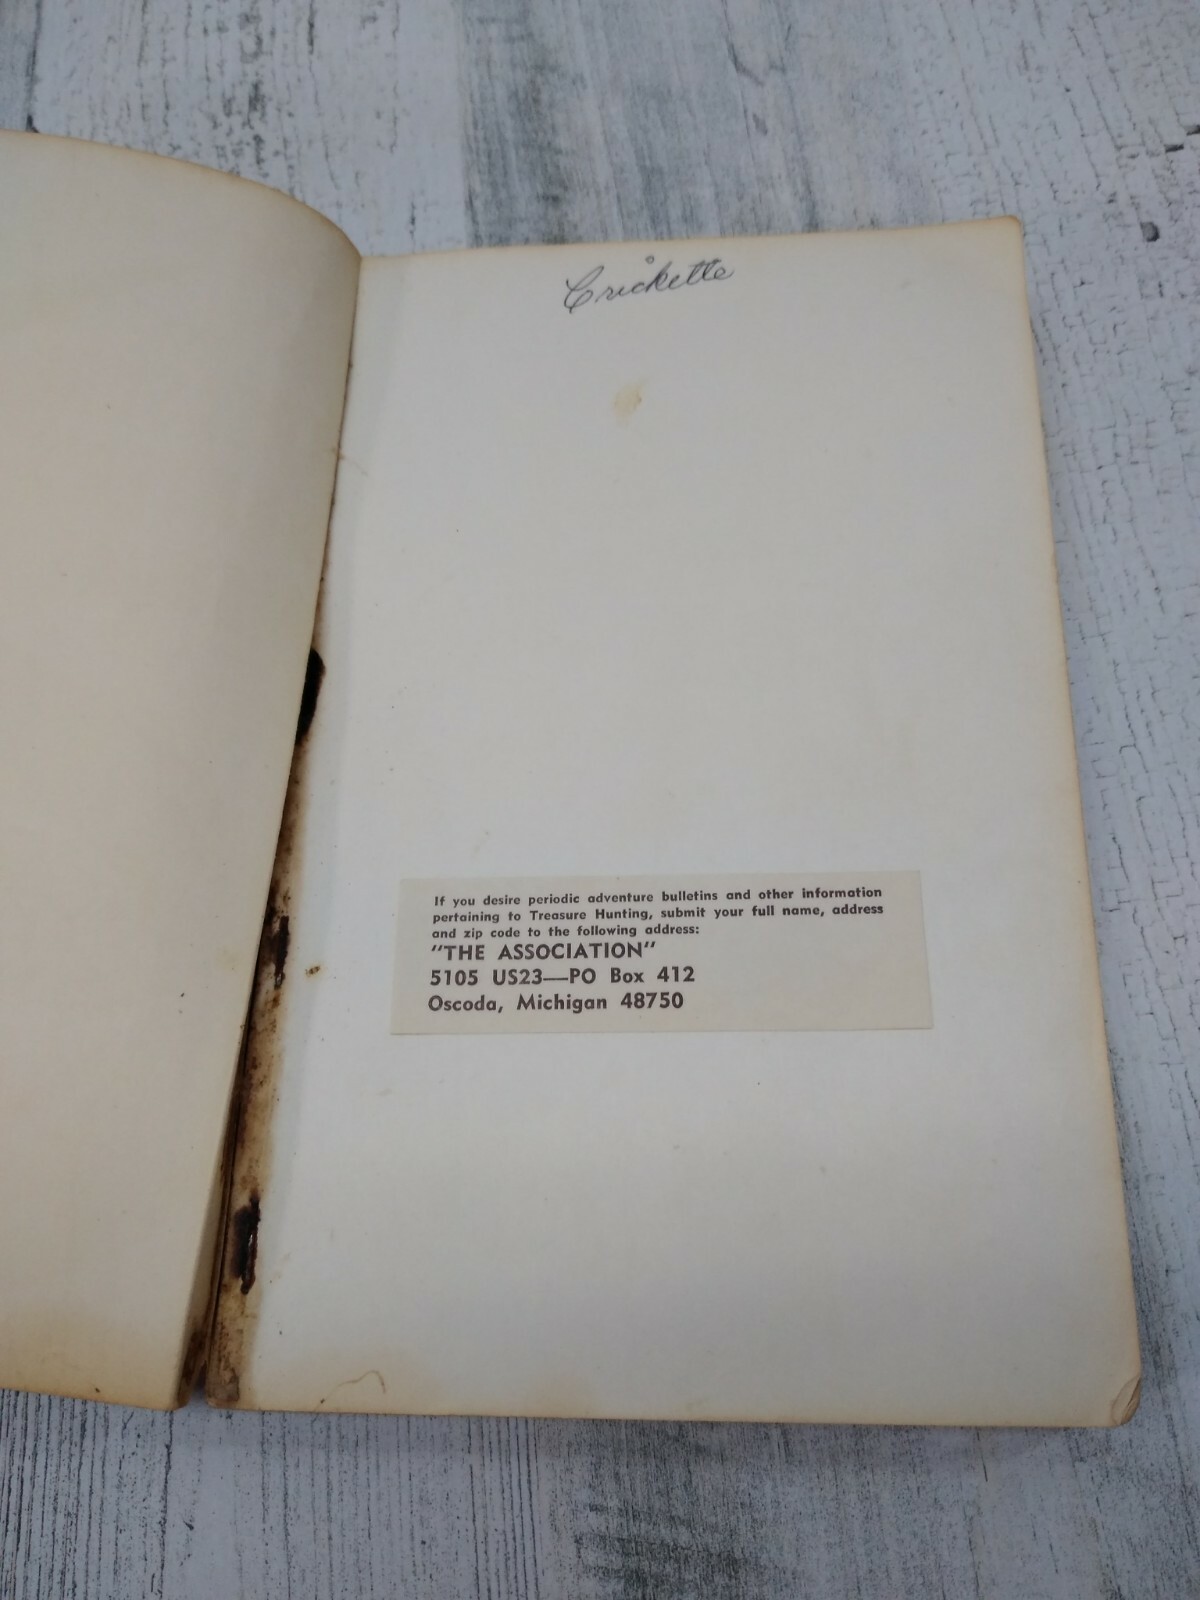 Crickette
If you desire periodic adventure bulletins and other information
pertaining to Treasure Hunting, submit your full name, address
and zip code to the following address:
"THE ASSOCIATION"
5105 US23—PO Box 412
Oscoda, Michigan 48750